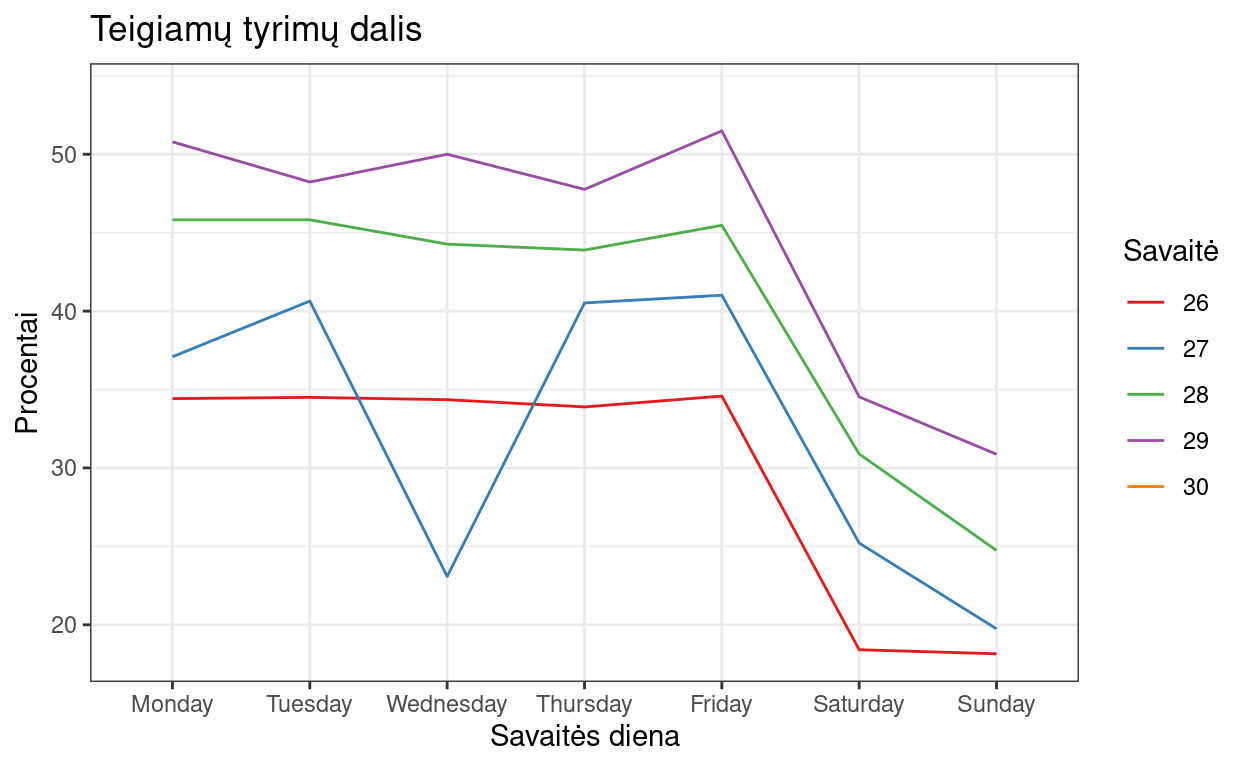 Teigiamų tyrimų dalis
Procentai
50
40
30
20
Monday Tuesday Wednesday Thursday Friday Saturday Sunday
Savaitės diena
Savaitė
26
27
28
29
30